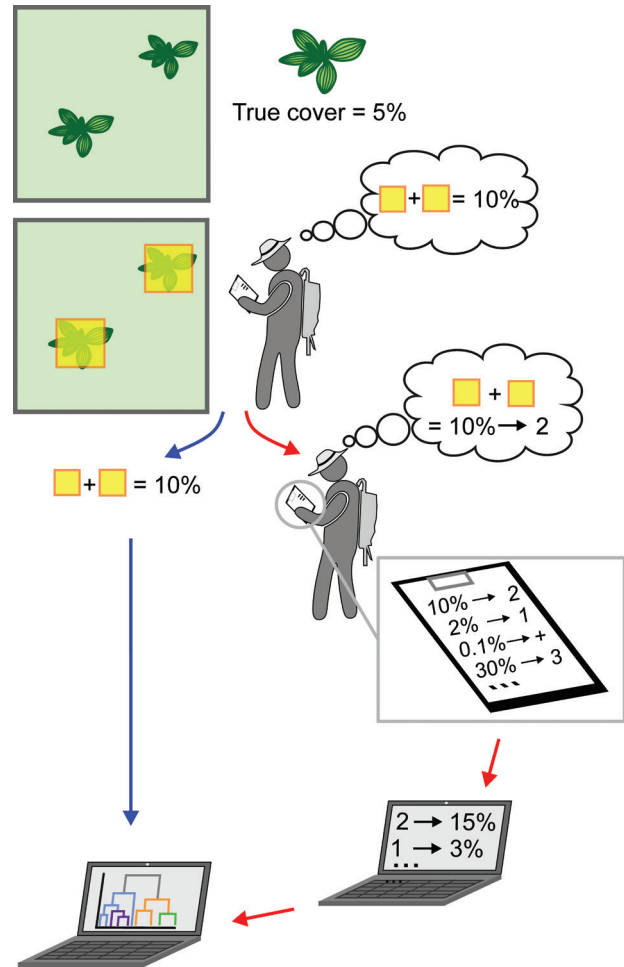 True cover = 5%
+ = 10%
+
= 10% → 2
+ = 10%
10% → 2
2% → 1
0.1% → +
30% → 3
...
2 → 15%
1 → 3%
...